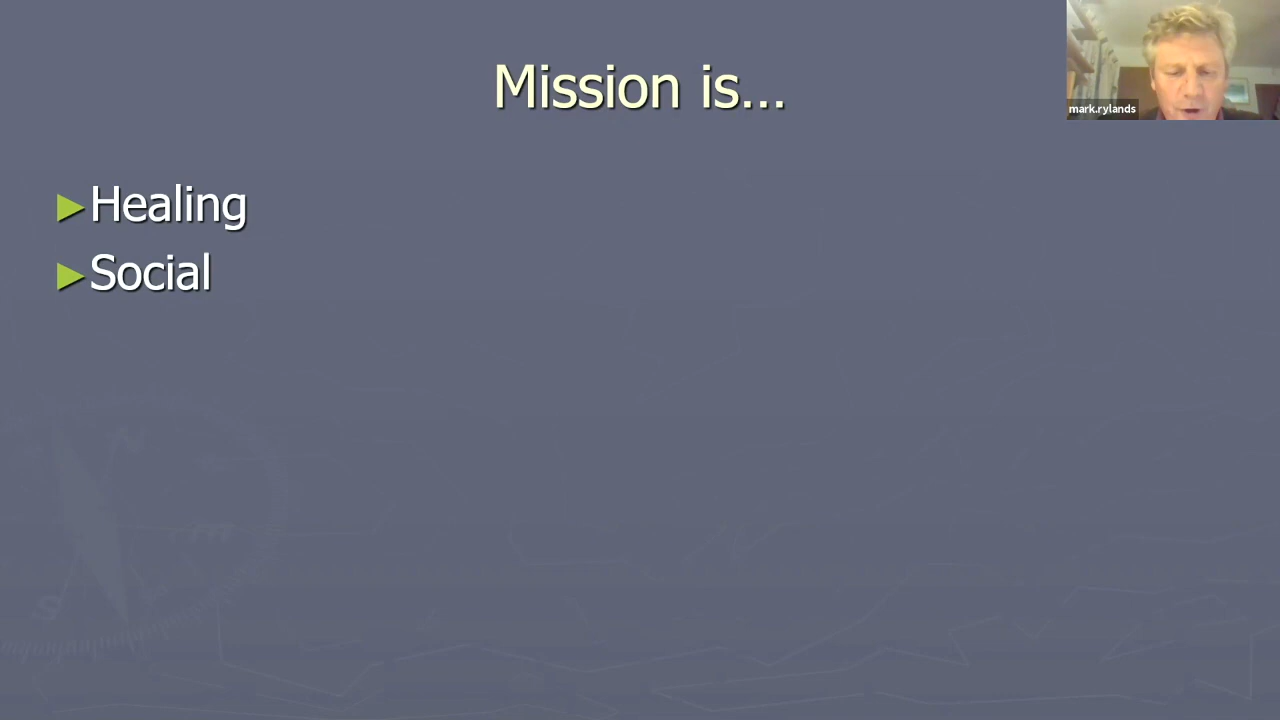 Mission is...
mark.rylands
►Healing
►Social